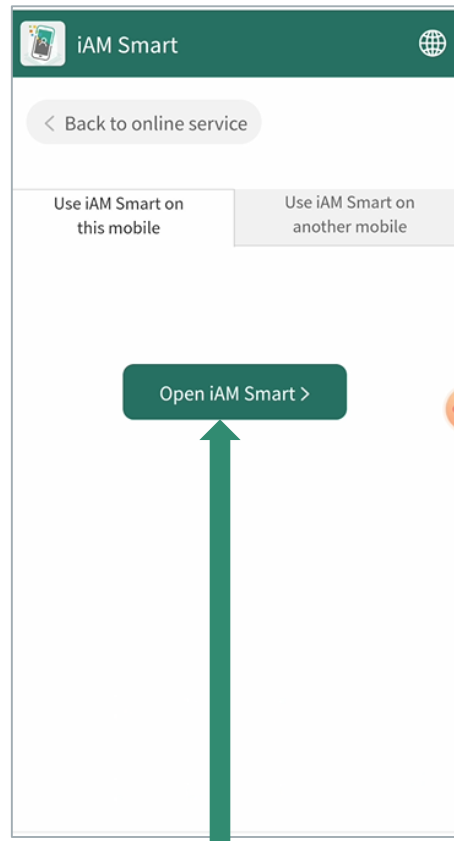 iAM Smart
< Back to online service
Use iAM Smart on
this mobile
Use iAM Smart on
another mobile
Open iAM Smart >